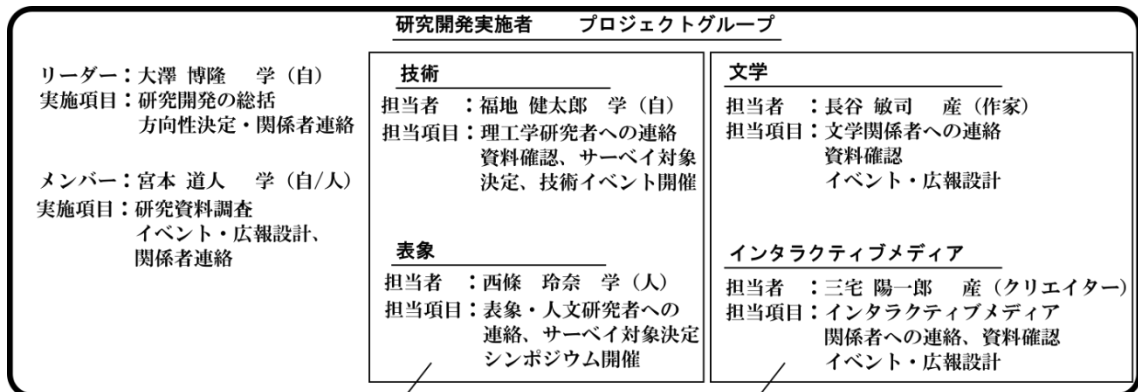 研究開発実施者　　プロジェクトグループ
リーダー：大澤 博隆　学（自）
実施項目：研究開発の総括
方向性決定・関係者連絡
メンバー：宮本 道人　学（自/人）
実施項目：研究資料調査
イベント・広報設計、
関係者連絡
技術
担当者　：福地 健太郎　学（自）
担当項目：理工学研究者への連絡
資料確認、サーベイ対象
決定、技術イベント開催
表象
担当者　：西條 玲奈　学（人）
担当項目：表象・人文研究者への
連絡、サーベイ対象決定
シンポジウム開催
文学
担当者　：長谷 敏司　産（作家）
担当項目：文学関係者への連絡
資料確認
イベント・広報設計
インタラクティブメディア
担当者　：三宅 陽一郎　産（クリエイター）
担当項目：インタラクティブメディア
関係者への連絡、資料確認
イベント・広報設計